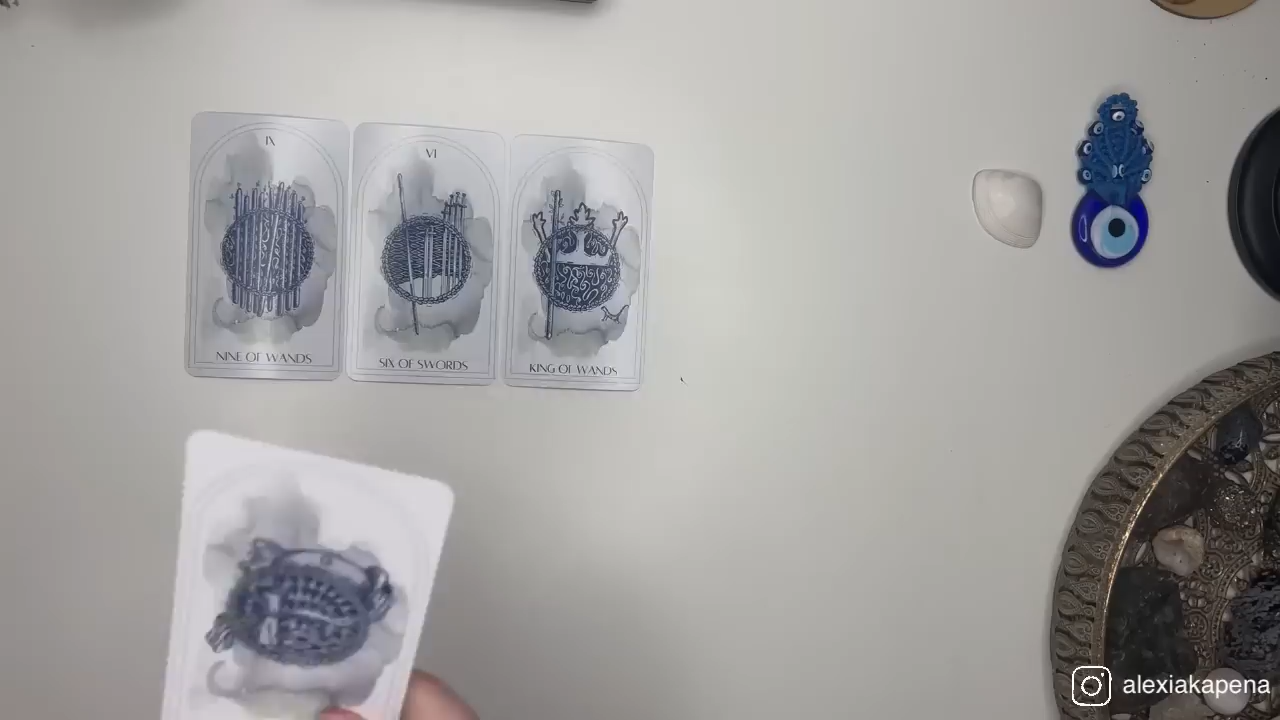 IX
NINE OF WANDS
VI
SIX OF SWORDS
KING OF WANDS
alexiakapena